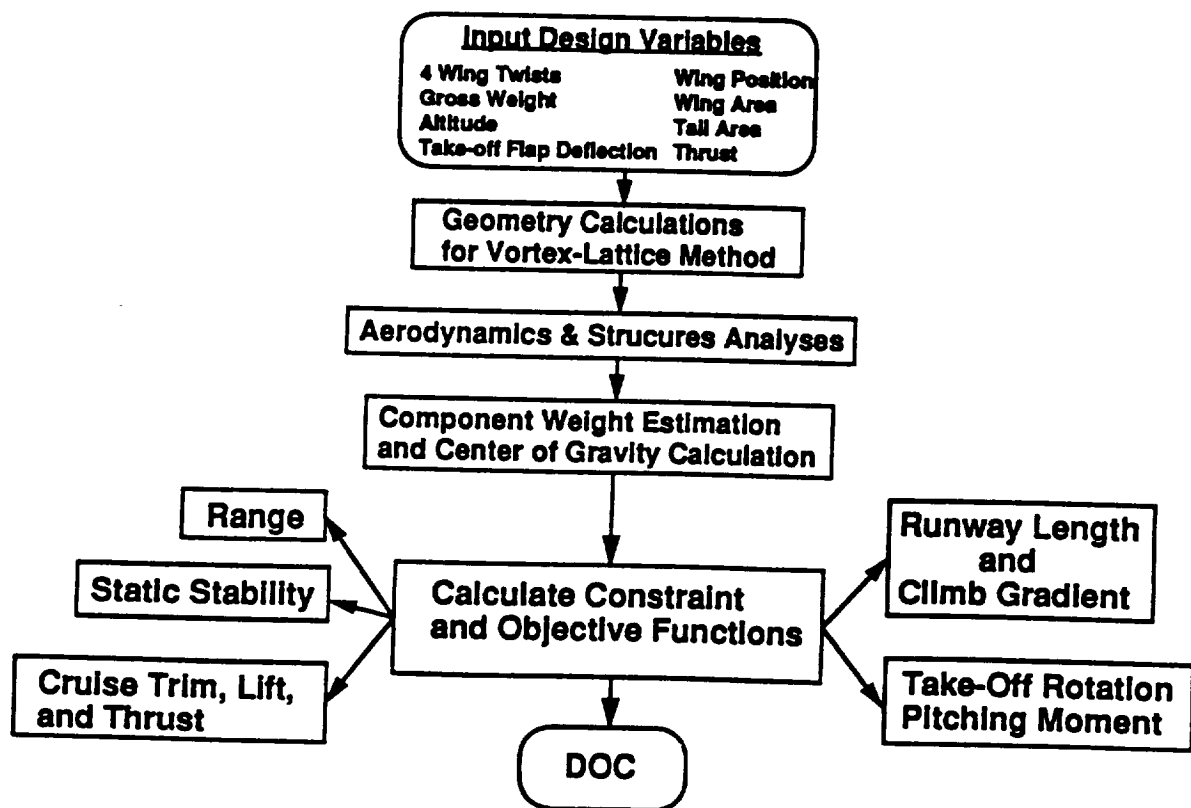 Input Design Variables
4 Wing Twists
Gross Weight
Altitude
Take-off Flap Deflection
Wing Position
Wing Area
Tail Area
Thrust
Geometry Calculations
for Vortex-Lattice Method
Aerodynamics & Strucures Analyses
Component Weight Estimation
and Center of Gravity Calculation
Range
Static Stability
Cruise Trim, Lift,
and Thrust
Calculate Constraint
and Objective Functions
Runway Length
and
Climb Gradient
Take-Off Rotation
Pitching Moment
DOC